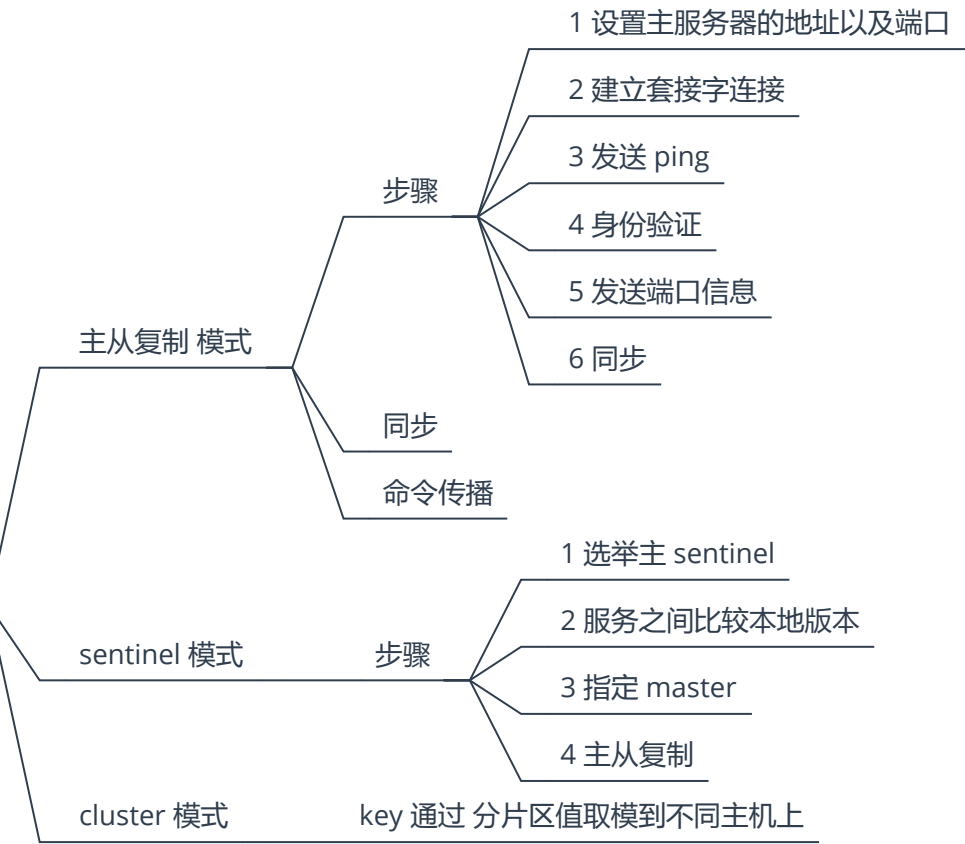 1 设置主服务器的地址以及端口
2 建立套接字连接
3 发送 ping
步骤
4 身份验证
5 发送端口信息
主从复制 模式
6 同步
同步
命令传播
1 选举主 sentinel
2 服务之间比较本地版本
sentinel 模式
步骤
3 指定 master
4 主从复制
cluster 模式
key 通过 分片区值取模到不同主机上